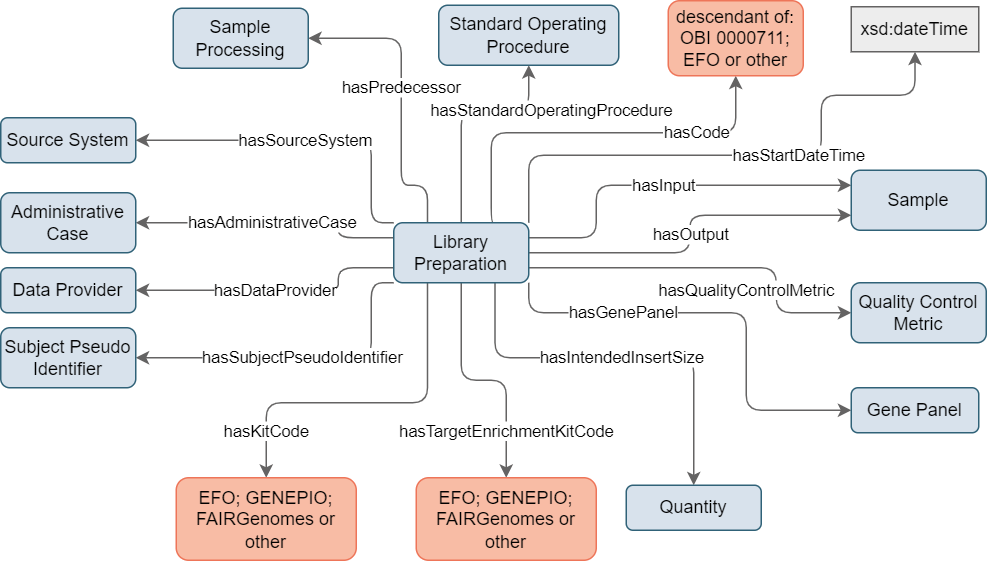 Sample
Processing
Standard Operating
Procedure
descendant of:
OBI 0000711;
EFO or other
xsd:dateTime
hasPredecessor
hasStandardOperatingProcedure
hasCode
hasStartDateTime
Source System
hasSourceSystem
hasInput
Sample
Administrative
Case
hasAdministrativeCase
hasOutput
Library
Preparation
Data Provider
hasDataProvider
hasQualityControlMetric
Quality Control
Metric
hasGenePanel
Subject Pseudo
Identifier
hasSubjectPseudoIdentifier
hasIntendedInsertSize
Gene Panel
hasKitCode
hasTargetEnrichmentKitCode
EFO; GENEPIO;
FAIRGenomes or
other
EFO; GENEPIO;
FAIRGenomes or
other
Quantity